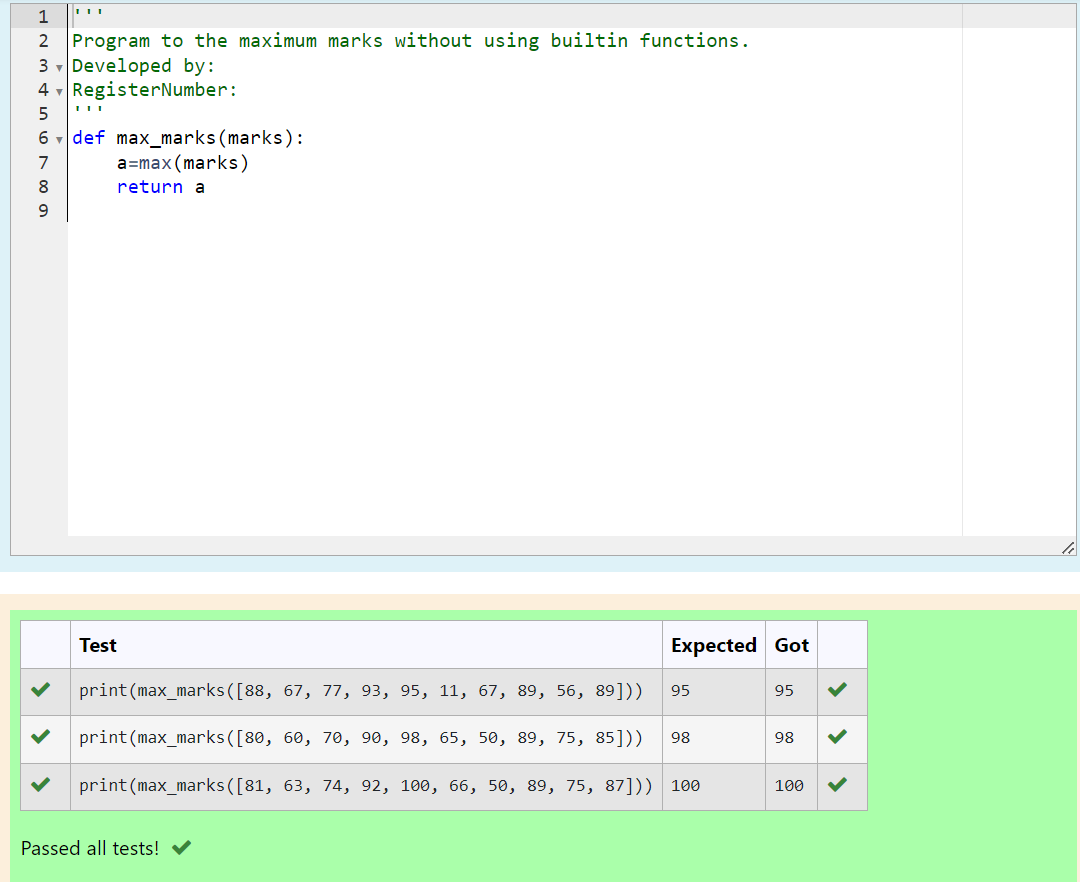 1 '''
2 Program to the maximum marks without using builtin functions.
3 Developed by:
4 RegisterNumber:
5 '''
6 def max_marks(marks):
7     a=max(marks)
8     return a
9
Test Expected Got
print(max_marks([88, 67, 77, 93, 95, 11, 67, 89, 56, 89])) 95 95
print(max_marks([80, 60, 70, 90, 98, 65, 50, 89, 75, 85])) 98 98
print(max_marks([81, 63, 74, 92, 100, 66, 50, 89, 75, 87])) 100 100
Passed all tests!